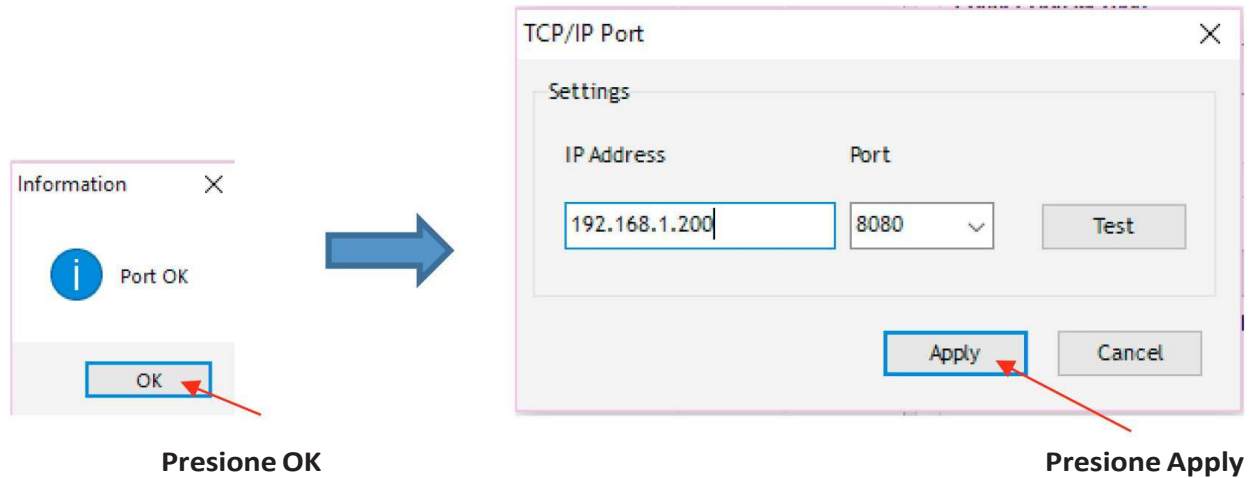 Information
Port OK
OK
Presione OK
TCP/IP Port
Settings
IP Address Port
192.168.1.200 8080 Test
Apply Cancel
Presione Apply